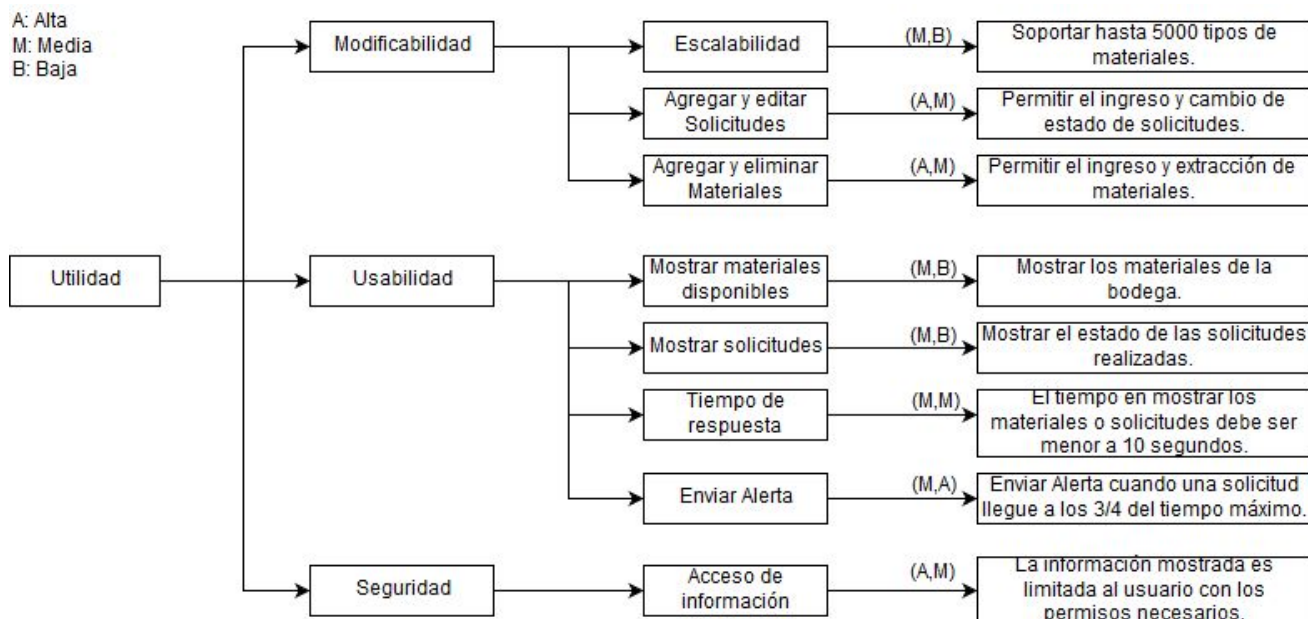 A: Alta
M: Media
B: Baja
Utilidad
Modificabilidad
Escalabilidad
(M,B)
Soportar hasta 5000 tipos de
materiales.
Agregar y editar
Solicitudes
(A,M)
Permitir el ingreso y cambio de
estado de solicitudes.
Agregar y eliminar
Materiales
(A,M)
Permitir el ingreso y extracción de
materiales.
Usabilidad
Mostrar materiales
disponibles
(M,B)
Mostrar los materiales de la
bodega.
Mostrar solicitudes
(M,B)
Mostrar el estado de las solicitudes
realizadas.
Tiempo de
respuesta
(M,M)
El tiempo en mostrar los
materiales o solicitudes debe ser
menor a 10 segundos.
Enviar Alerta
(M,A)
Enviar Alerta cuando una solicitud
llegue a los 3/4 del tiempo máximo.
Seguridad
Acceso de
información
(A,M)
La información mostrada es
limitada al usuario con los
permisos necesarios.